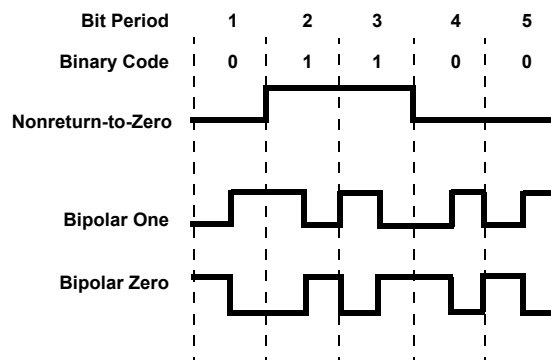 Bit Period 1 2 3 4 5
Binary Code 0 1 1 0 0
Nonreturn-to-Zero
Bipolar One
Bipolar Zero